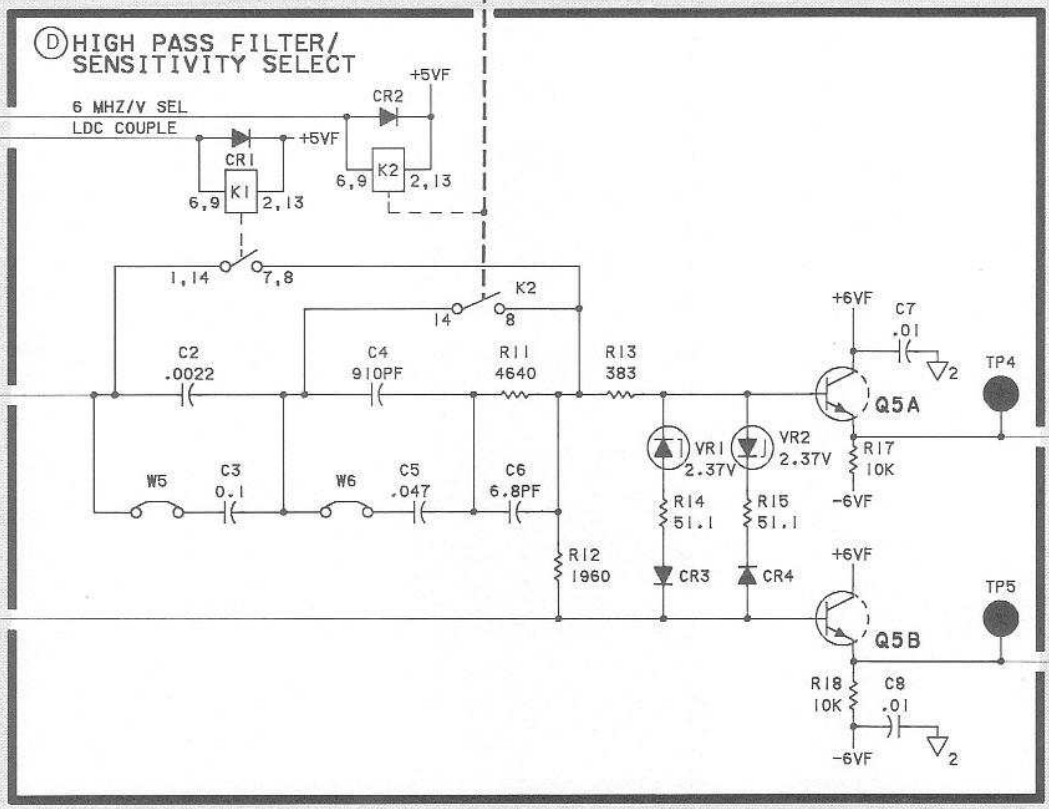 D HIGH PASS FILTER/
SENSITIVITY SELECT
+5VF
CR2
6 MHZ/V SEL
LDC COUPLE
+5VF
CR1
K2
6,9 2,13
K1
6,9 2,13
1,14 7,8
K2
14 8
+6VF
C7
.01
2
TP4
C2
.0022
C4
910PF
R11
4640
R13
383
Q5A
VR1
2.37V
VR2
2.37V
R17
10K
-6VF
W5
C3
0.1
W6
C5
.047
C6
6.8PF
R14
51.1
R15
51.1
R12
1960
CR3
CR4
+6VF
TP5
Q5B
R18
10K
C8
.01
-6VF
2